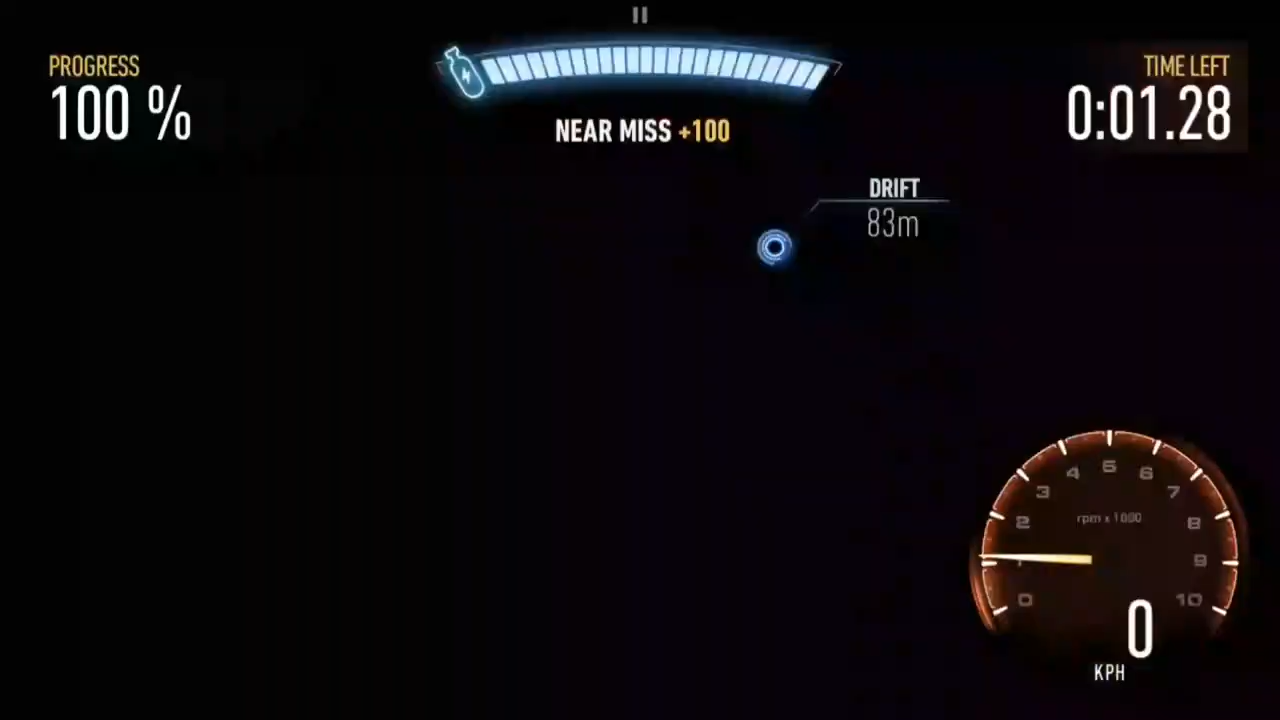 PROGRESS
100 %
NEAR MISS +100
TIME LEFT
0:01.28
DRIFT
83m
0 1 2 3 4 5 6 7 8 9 10
rpm x 1000
0
KPH